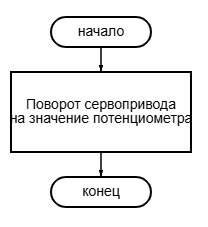 начало
Поворот сервопривода
на значение потенциометра
конец